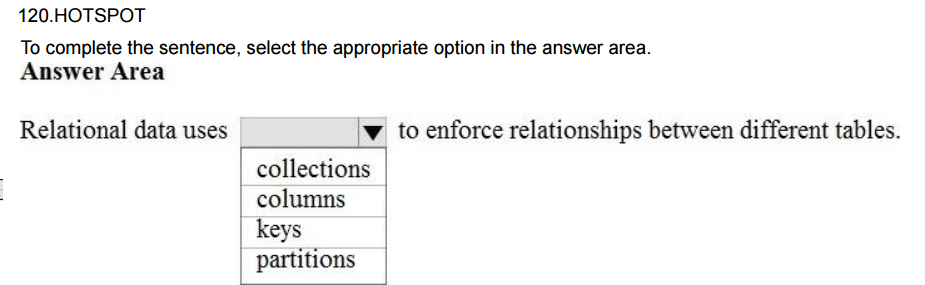 120.HOTSPOT
To complete the sentence, select the appropriate option in the answer area.
Answer Area
Relational data uses ▼ to enforce relationships between different tables.
collections
columns
keys
partitions